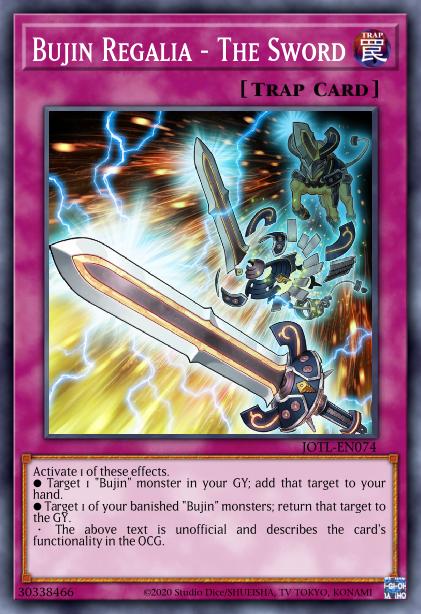 BUJIN REGALIA - THE SWORD
TRAP
罠
[TRAP CARD]
JOTL-EN074
Activate 1 of these effects.
● Target 1 "Bujin" monster in your GY; add that target to your
hand.
● Target 1 of your banished "Bujin" monsters; return that target to
the GY.
· The above text is unofficial and describes the card's
functionality in the OCG.
30338466
©2020 Studio Dice/SHUEISHA, TV TOKYO, KONAMI